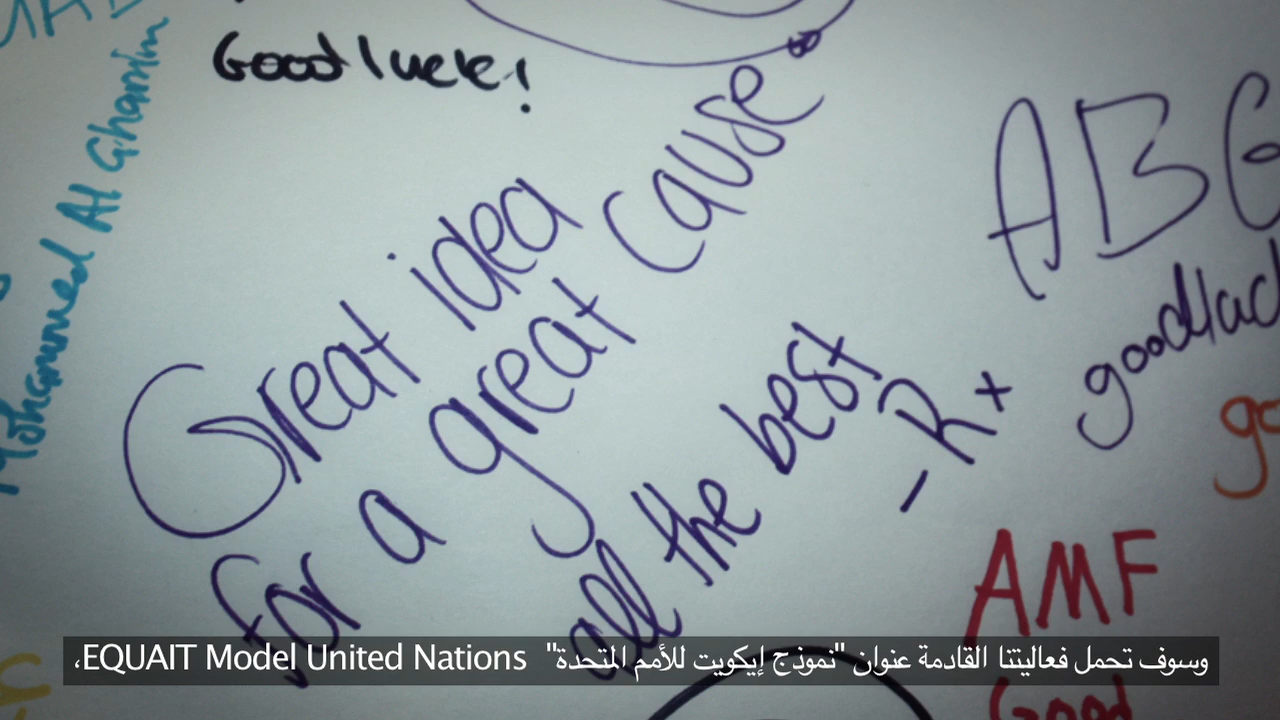 Good luck!
Mohammed Al Ghanim
Great idea
for a great cause
all the best
-R+
goodluck
AMF
Good
وسوف تحمل فعاليتنا القادمة عنوان "نموذج إيكويت للأمم المتحدة" EQUAIT Model United Nations،